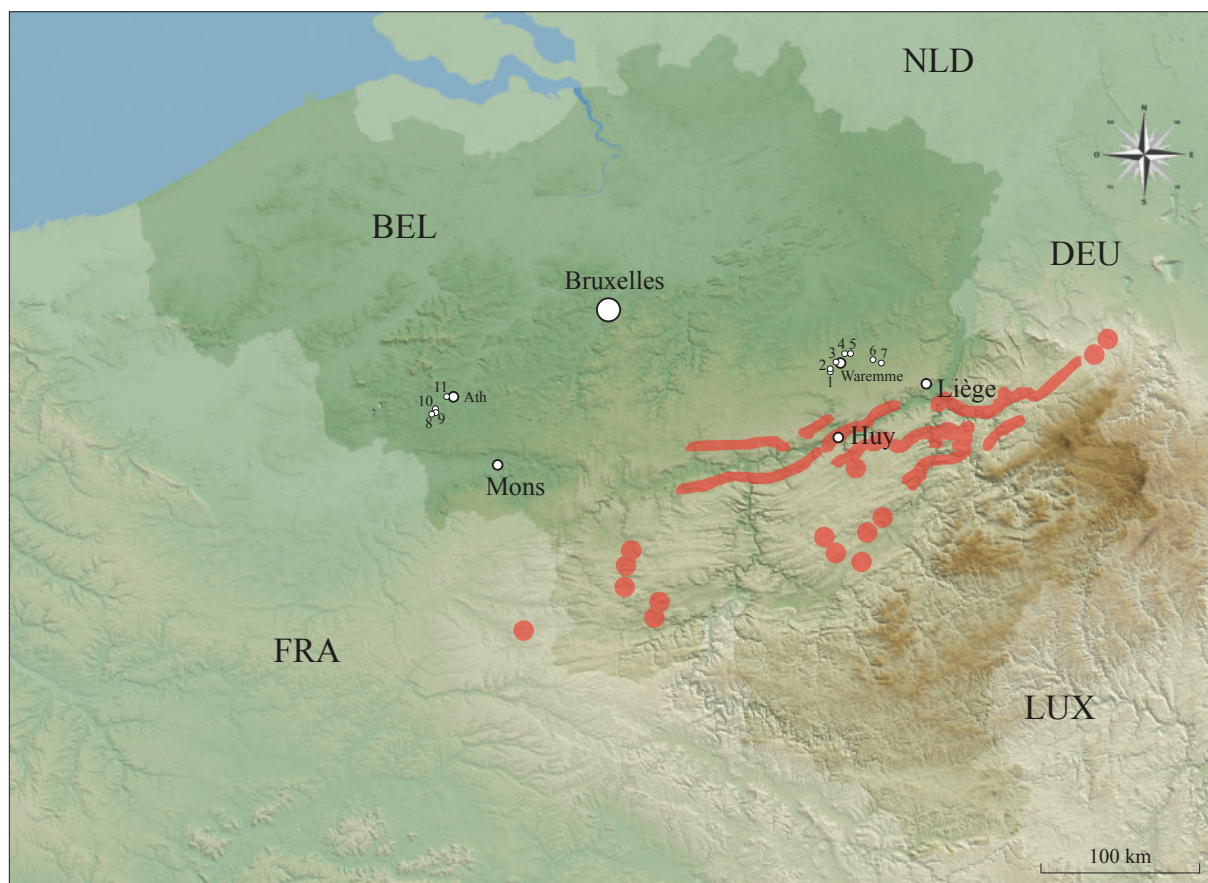 NLD
N
O
E
S
BEL
DEU
Bruxelles
4 5
3
6 7
2
Waremme
1
Liège
11
Ath
10
8 9
Huy
Mons
FRA
LUX
100 km